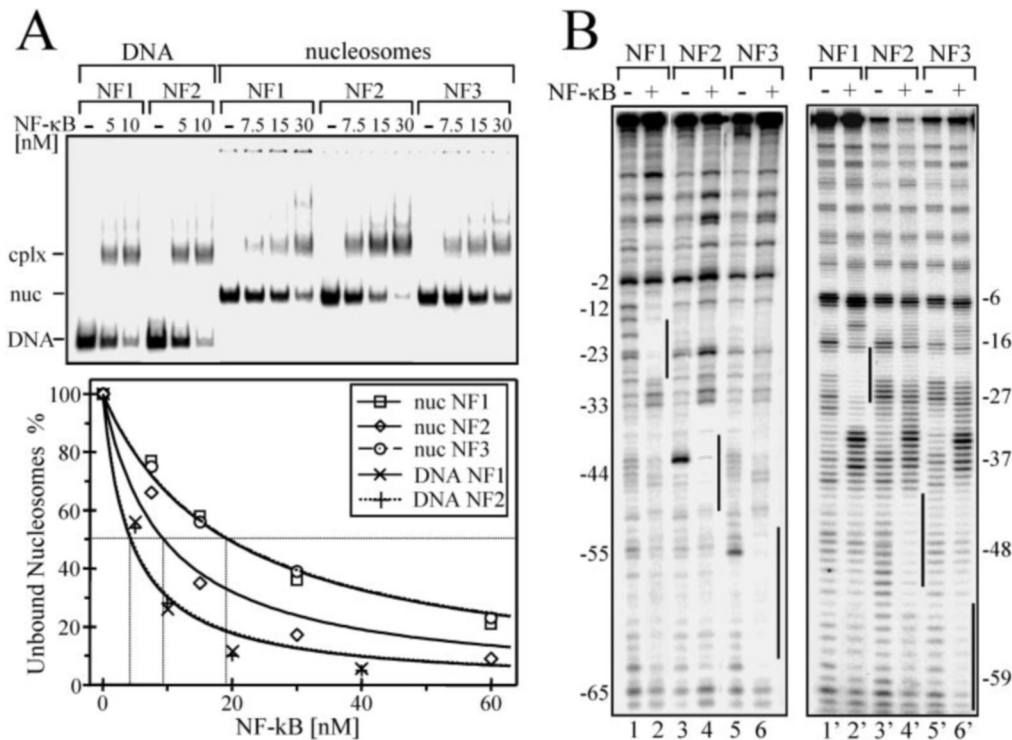 A
DNA nucleosomes
NF1 NF2 NF1 NF2 NF3
NF-κB – 5 10 – 5 10 – 7.5 15 30 – 7.5 15 30 – 7.5 15 30
[nM]
cplx
nuc
DNA
100
80
60
40
20
0
Unbound Nucleosomes %
nuc NF1
nuc NF2
nuc NF3
DNA NF1
DNA NF2
0 20 40 60
NF-kB [nM]
B
NF1 NF2 NF3 NF1 NF2 NF3
NF-κB – + – + – + – + – + – +
-2
-12
-23
-33
-44
-55
-65
-6
-16
-27
-37
-48
-59
1 2 3 4 5 6 1' 2' 3' 4' 5' 6'